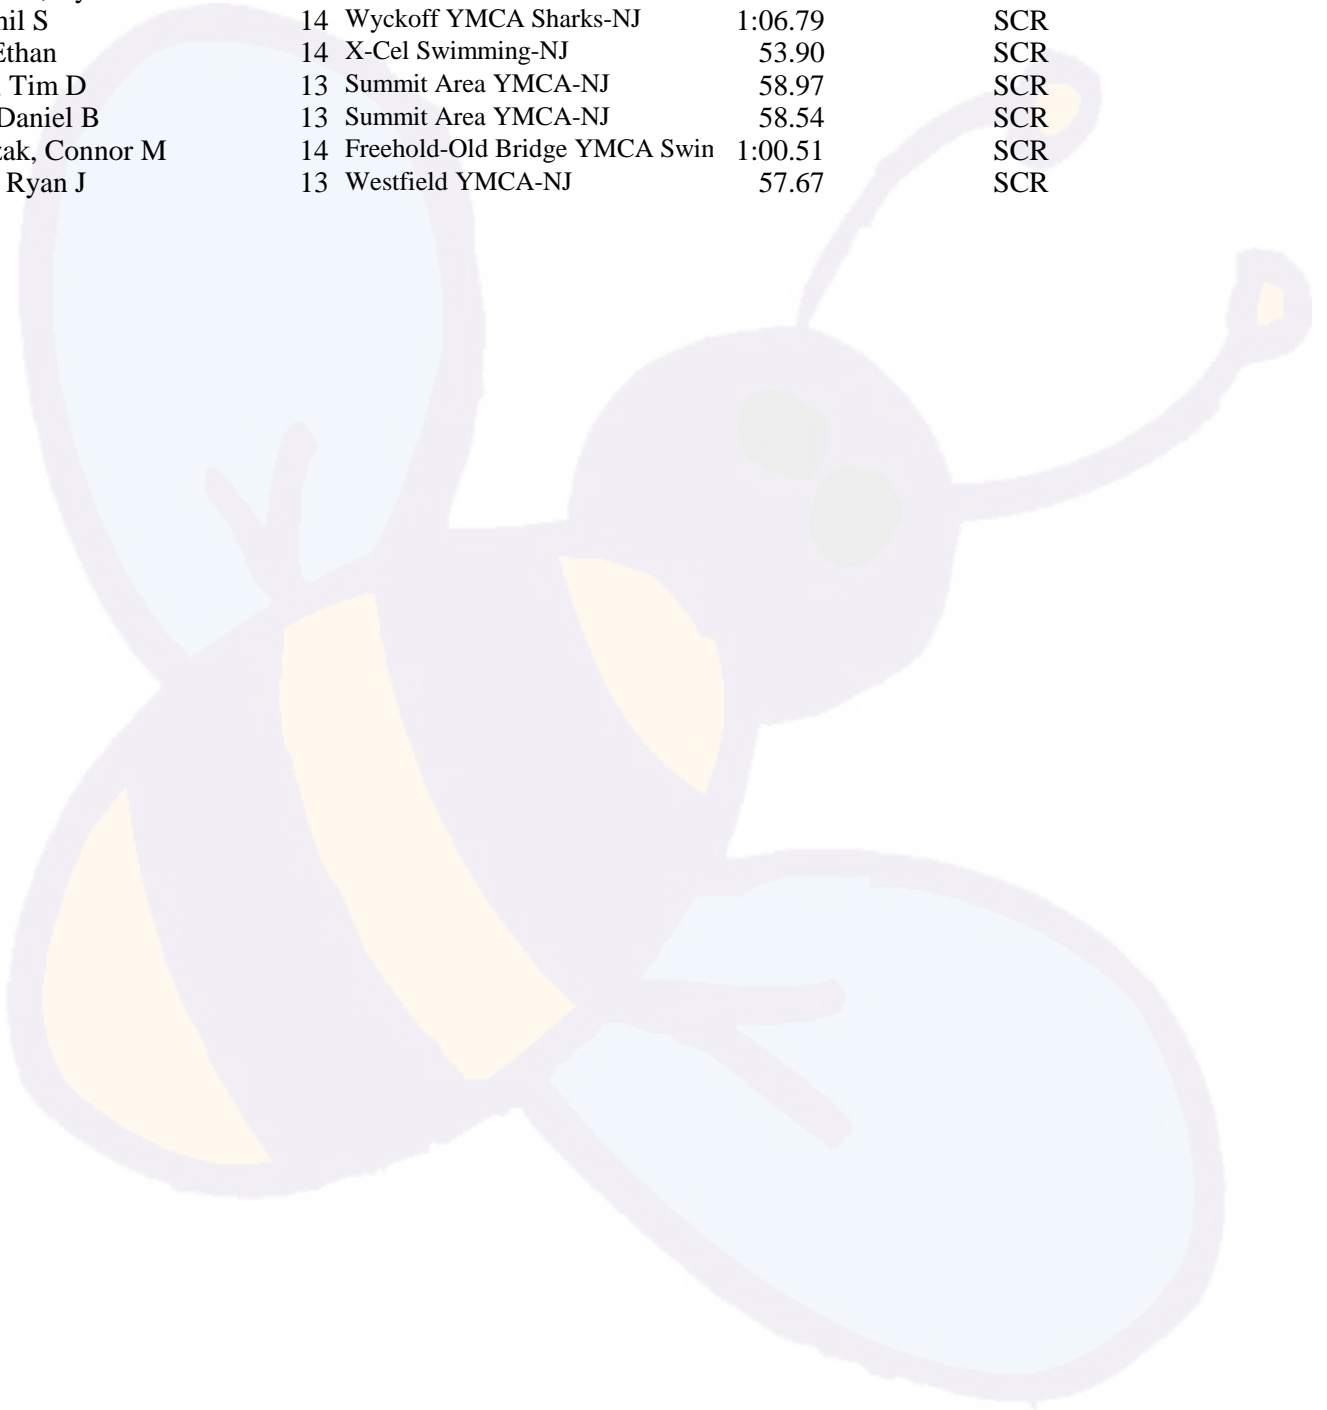 nil S 14 Wyckoff YMCA Sharks-NJ 1:06.79 SCR
Ethan 14 X-Cel Swimming-NJ 53.90 SCR
Tim D 13 Summit Area YMCA-NJ 58.97 SCR
Daniel B 13 Summit Area YMCA-NJ 58.54 SCR
zak, Connor M 14 Freehold-Old Bridge YMCA Swin 1:00.51 SCR
Ryan J 13 Westfield YMCA-NJ 57.67 SCR